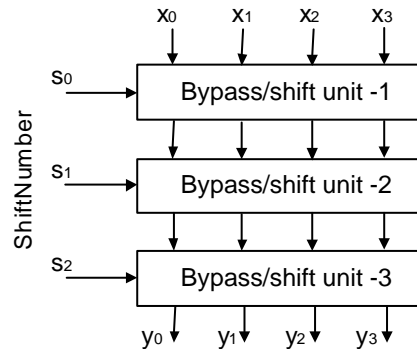 x0 x1 x2 x3
s0
Bypass/shift unit -1
s1
Bypass/shift unit -2
s2
Bypass/shift unit -3
y0 y1 y2 y3
ShiftNumber